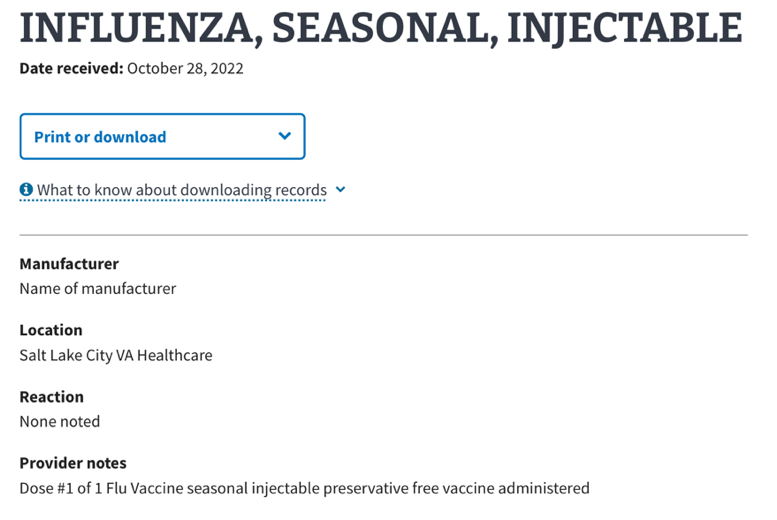 INFLUENZA, SEASONAL, INJECTABLE
Date received: October 28, 2022
Print or download
What to know about downloading records
Manufacturer
Name of manufacturer
Location
Salt Lake City VA Healthcare
Reaction
None noted
Provider notes
Dose #1 of 1 Flu Vaccine seasonal injectable preservative free vaccine administered